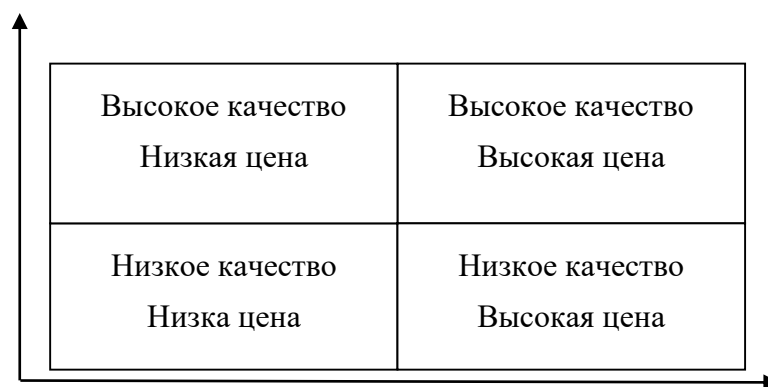 Высокое качество
Низкая цена
Высокое качество
Высокая цена
Низкое качество
Низка цена
Низкое качество
Высокая цена